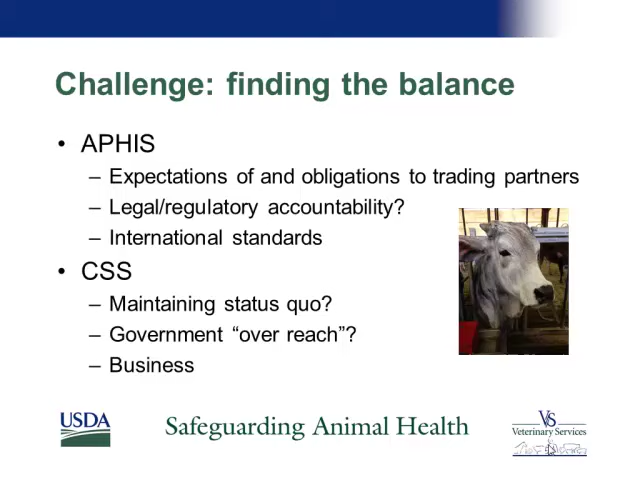 Challenge: finding the balance
• APHIS
– Expectations of and obligations to trading partners
– Legal/regulatory accountability?
– International standards
• CSS
– Maintaining status quo?
– Government “over reach”?
– Business
USDA
Safeguarding Animal Health
VS
Veterinary Services